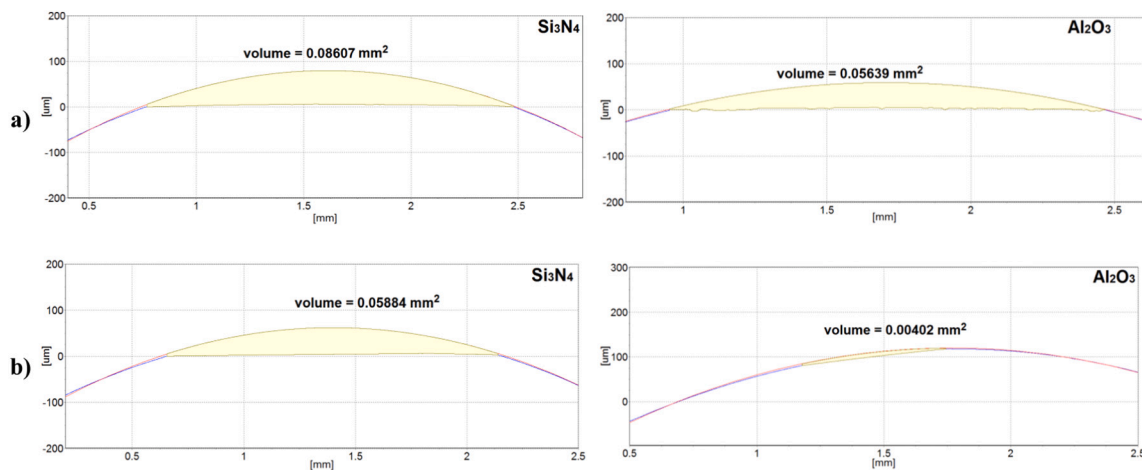 a)
200
100
0
-100
-200
[um]
Si₃N₄
volume = 0.08607 mm²
0.5
1
1.5
2
2.5
[mm]
200
100
0
-100
-200
[um]
Al₂O₃
volume = 0.05639 mm²
1
1.5
2
2.5
[mm]
b)
200
100
0
-100
-200
[um]
Si₃N₄
volume = 0.05884 mm²
0.5
1
1.5
2
2.5
[mm]
300
200
100
0
[um]
Al₂O₃
volume = 0.00402 mm²
0.5
1
1.5
2
2.5
[mm]